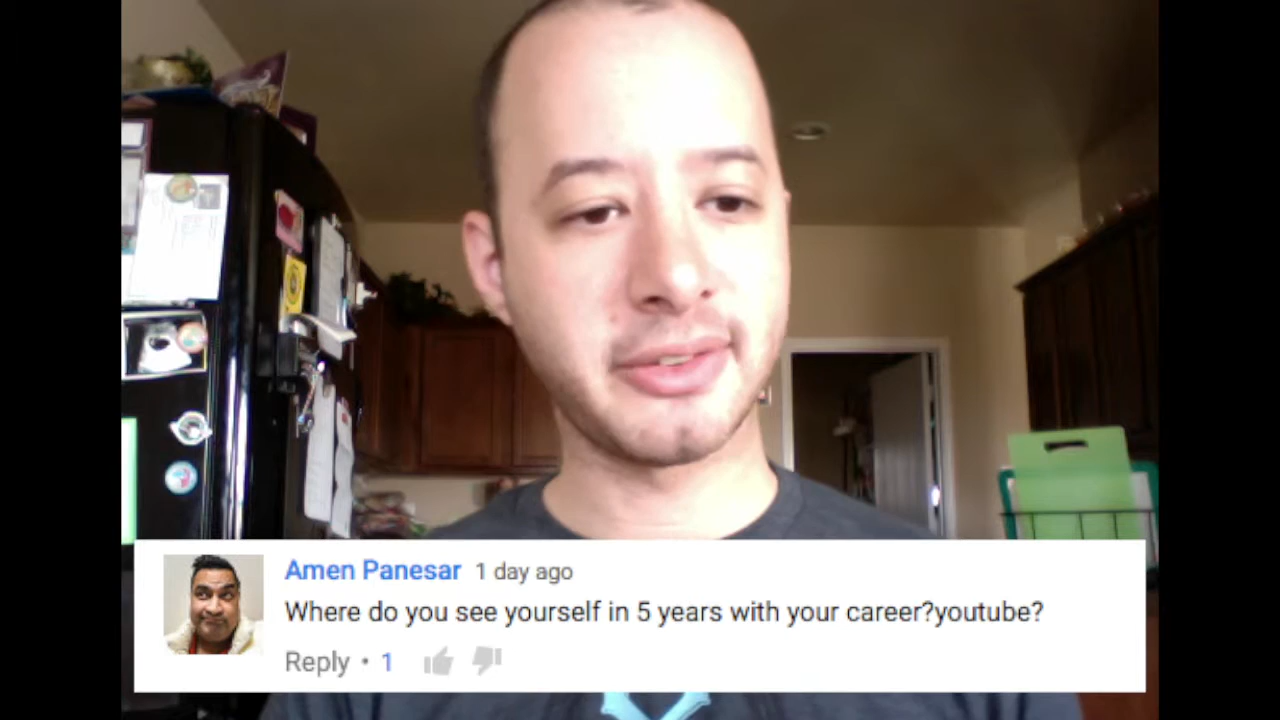 Amen Panesar 1 day ago
Where do you see yourself in 5 years with your career?youtube?
Reply • 1